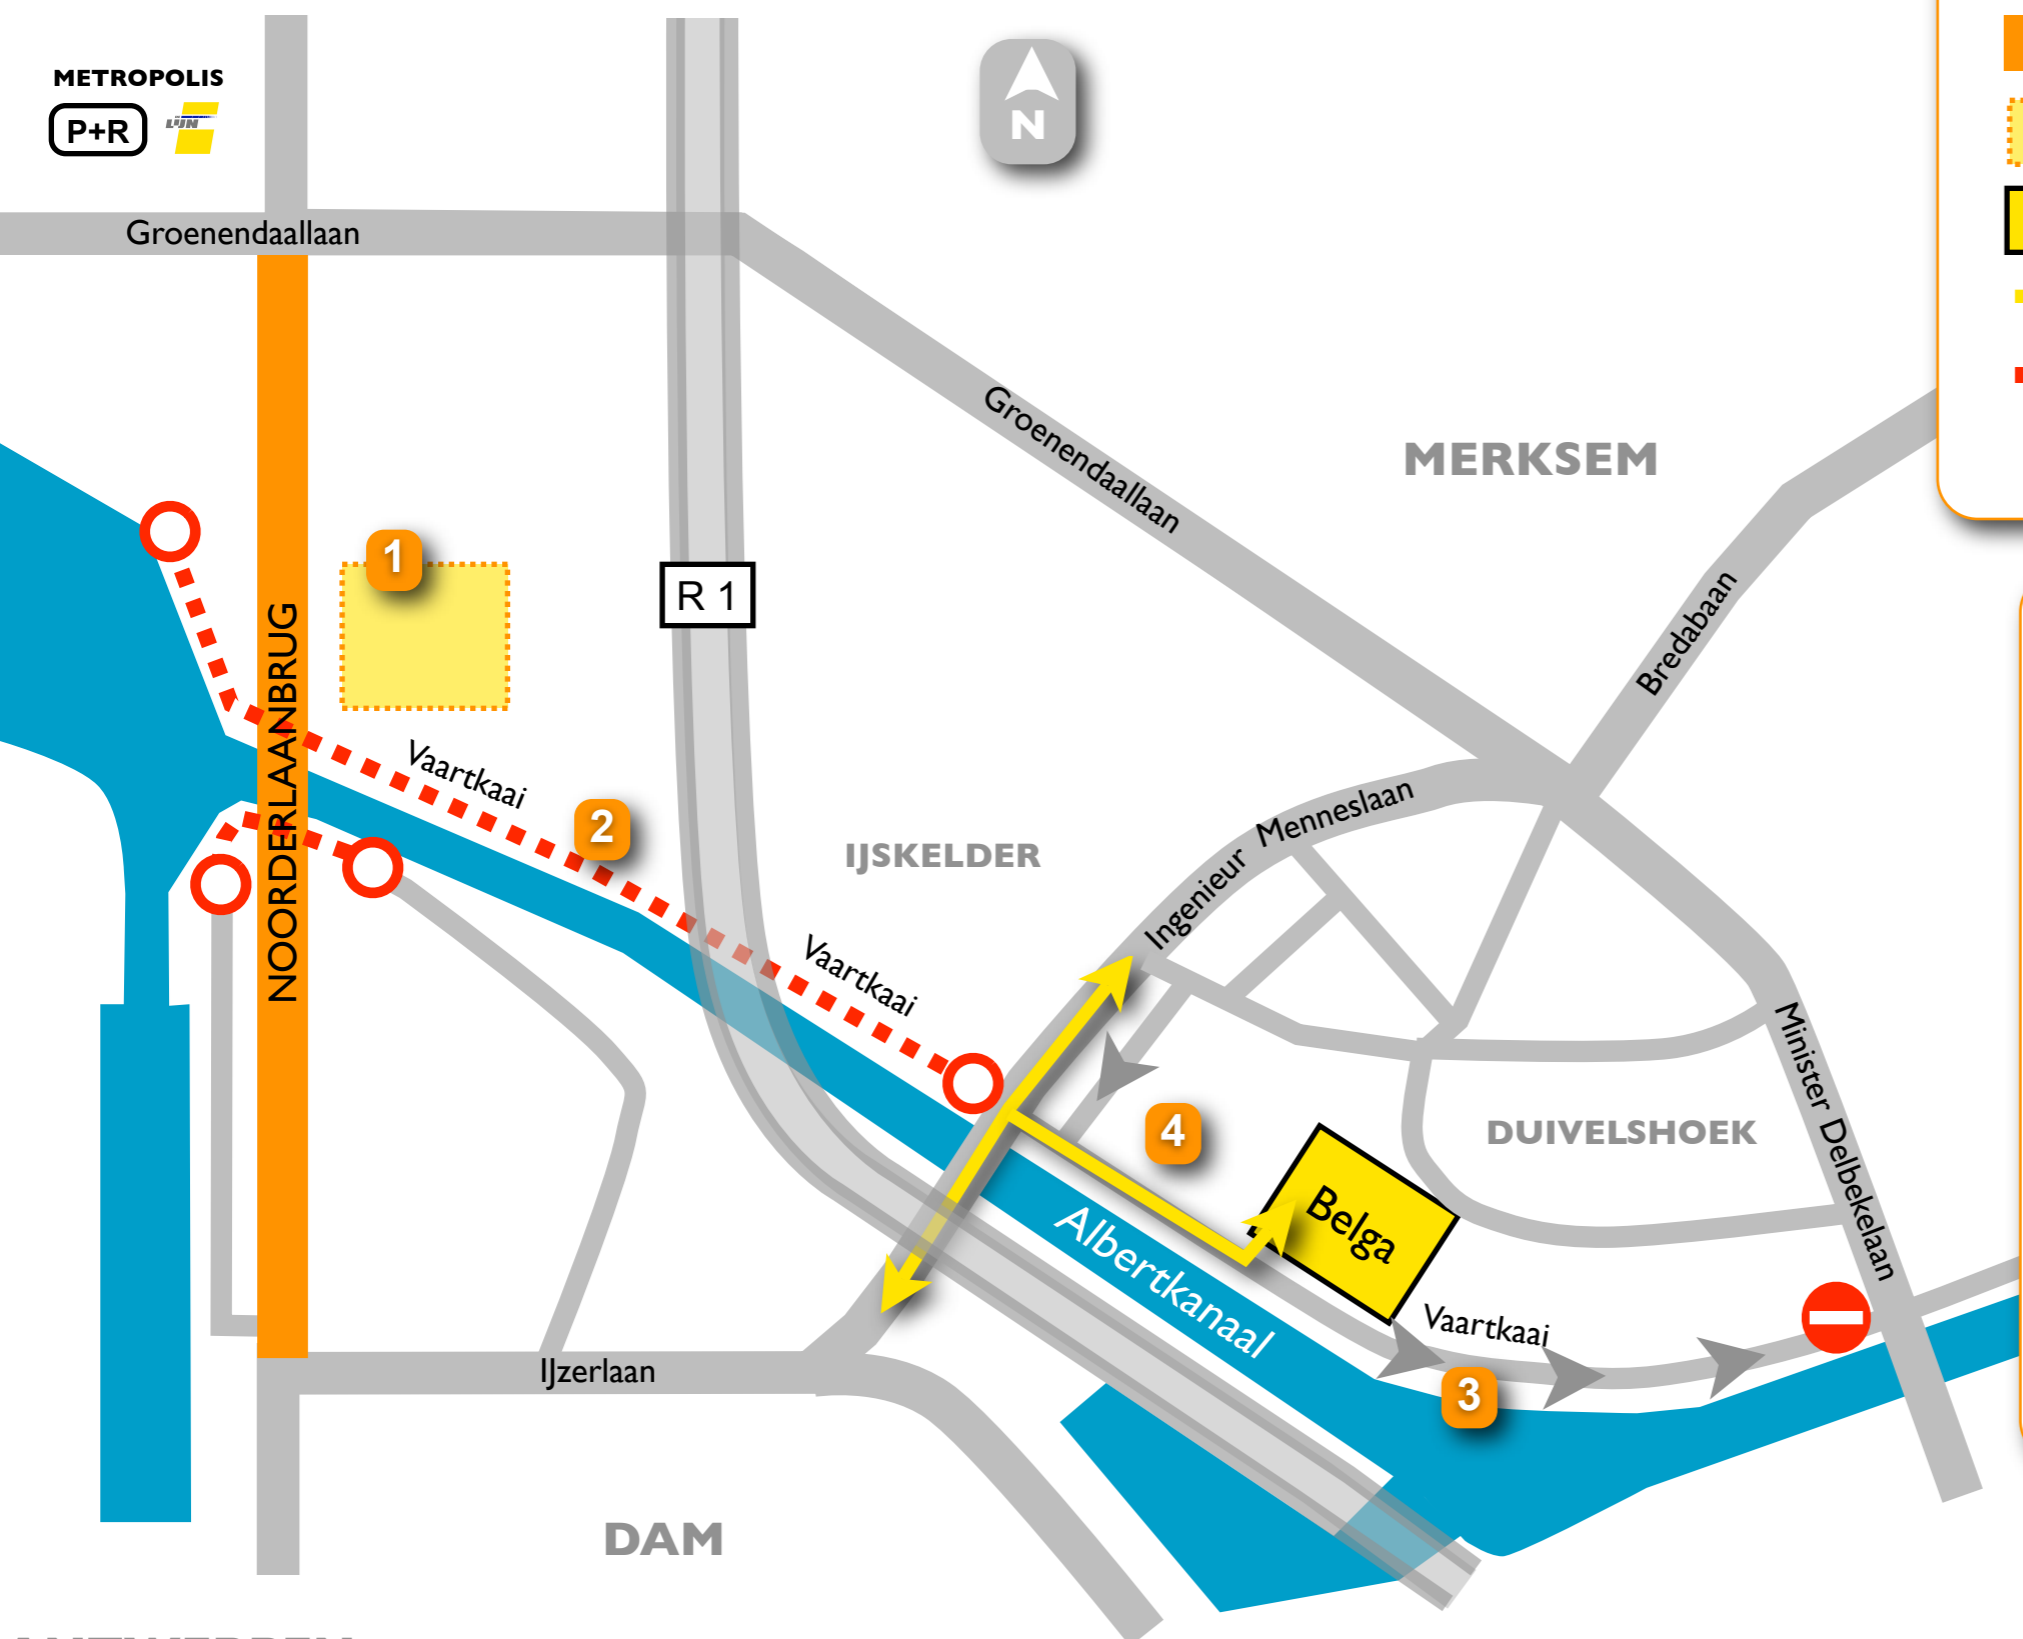 METROPOLIS
P+R
LIJN
N
Groenendaallaan
Groenendaallaan
MERKSEM
Bredabaan
1
R 1
NOORDERLAANBRUG
Vaartkaai
2
IJSKELDER
Ingenieur Menneslaan
Vaartkaai
Minister Delbekelaan
4
DUIVELSHOEK
Belga
Albertkanaal
Vaartkaai
3
IJzerlaan
DAM